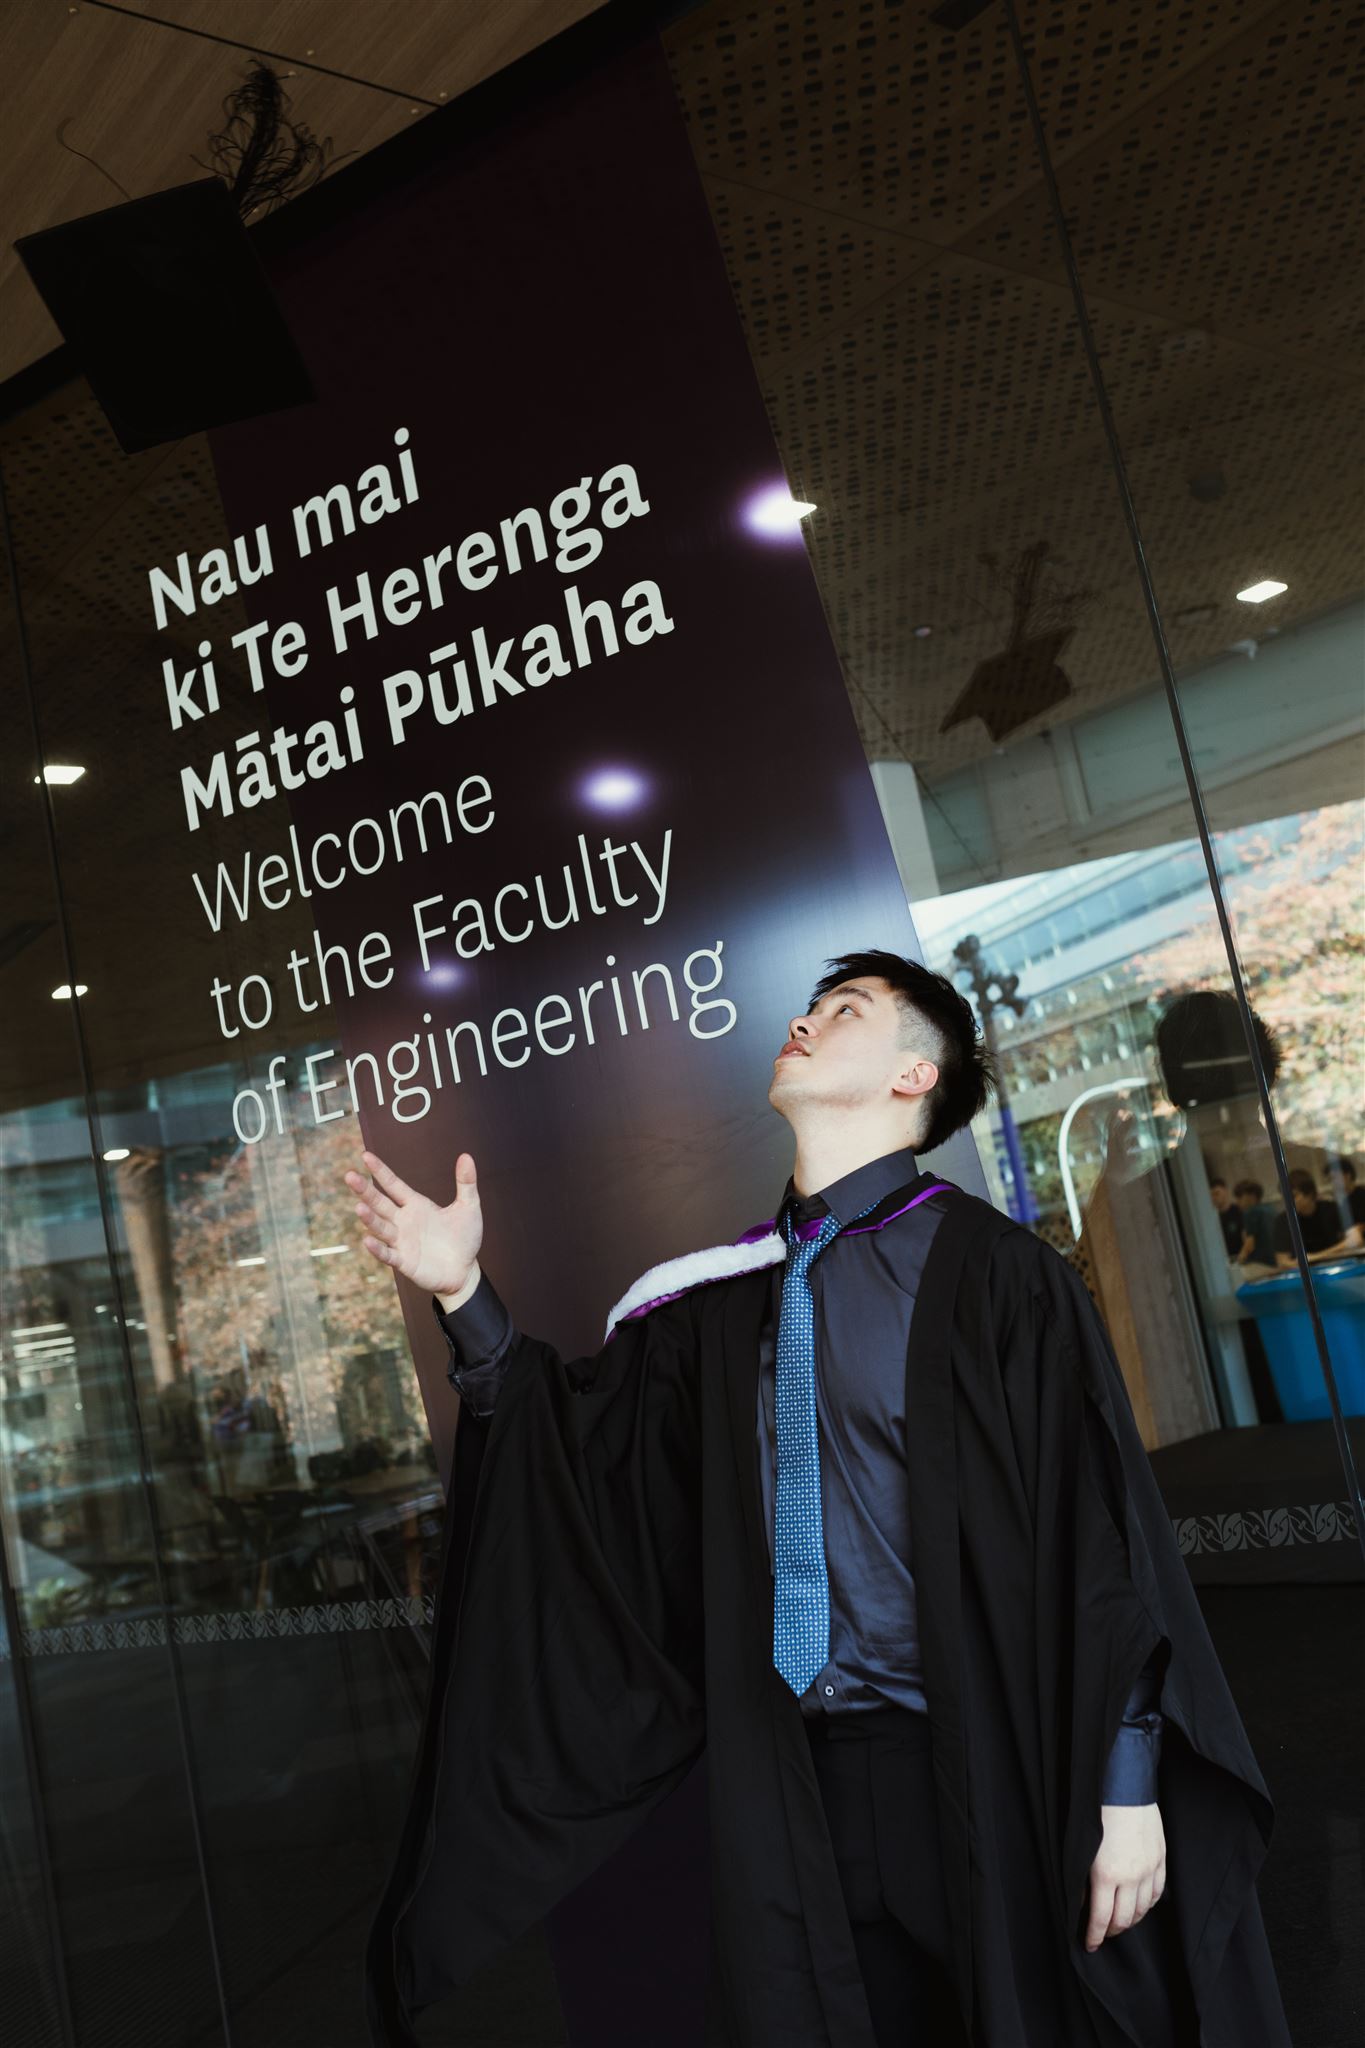 Nau mai
ki Te Herenga
Mātai Pūkaha
Welcome
to the Faculty
of Engineering